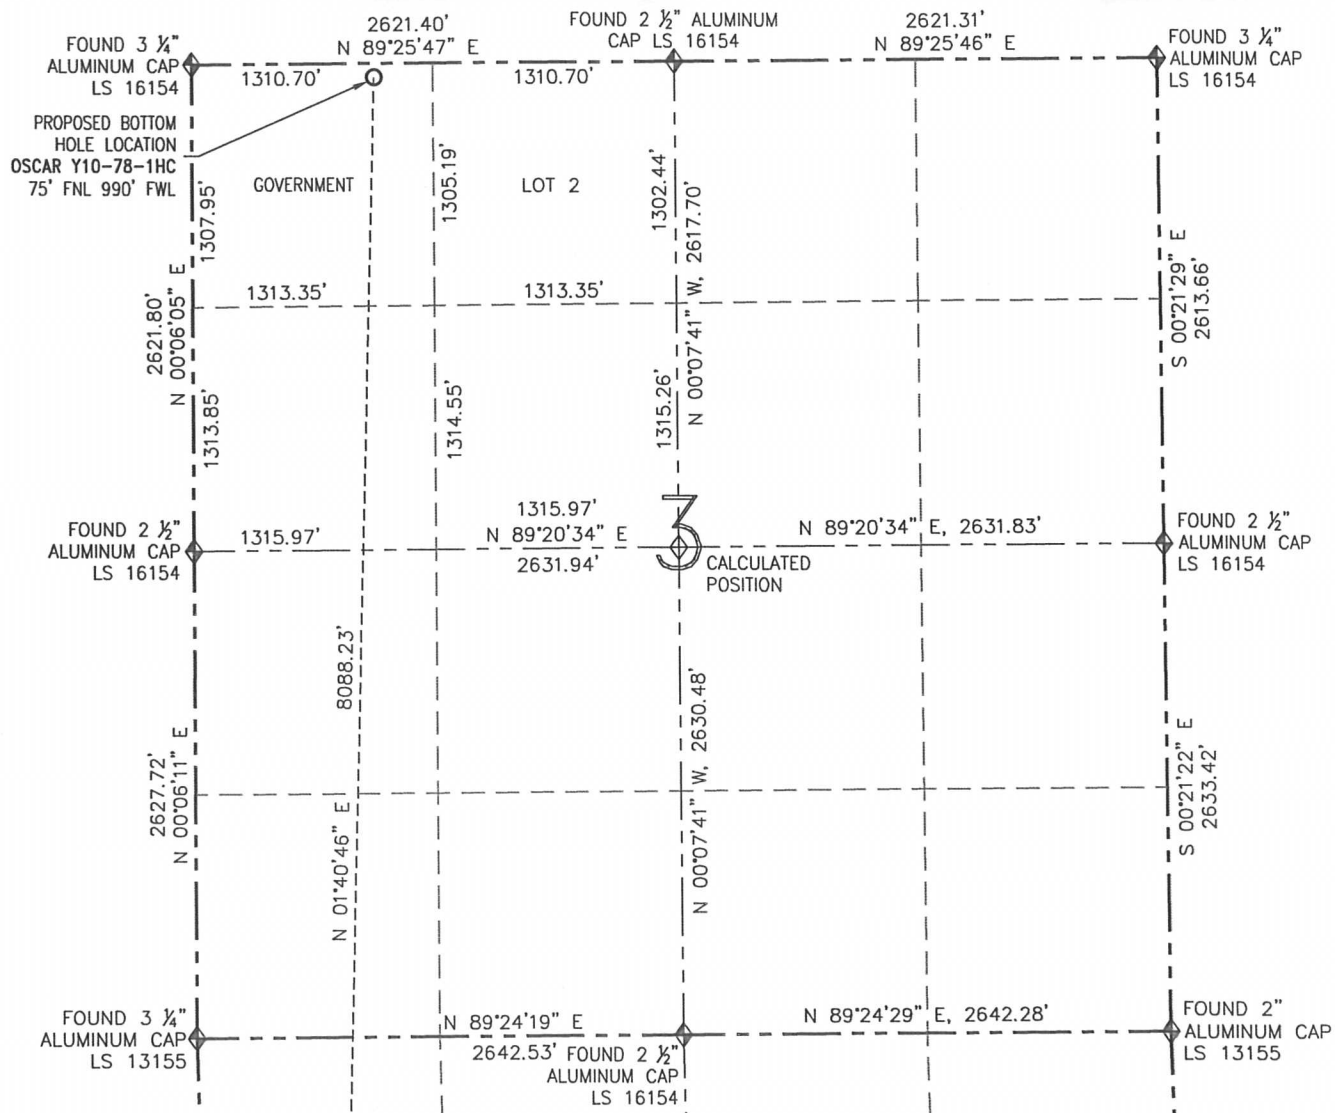 2621.40'
N 89°25'47" E
FOUND 2 ½" ALUMINUM
CAP LS 16154
2621.31'
N 89°25'46" E
FOUND 3 ¼"
ALUMINUM CAP
LS 16154
FOUND 3 ¼"
ALUMINUM CAP
LS 16154
1310.70'
1310.70'
PROPOSED BOTTOM
HOLE LOCATION
OSCAR Y10-78-1HC
75' FNL 990' FWL
GOVERNMENT
LOT 2
1307.95'
1305.19'
1302.44'
N 00°07'41" W, 2617.70'
2621.80'
N 00°06'05" E
S 00°21'29" E
2613.66'
1313.35'
1313.35'
1313.85'
1314.55'
1315.26'
3
FOUND 2 ½"
ALUMINUM CAP
LS 16154
1315.97'
1315.97'
N 89°20'34" E
2631.94'
N 89°20'34" E, 2631.83'
CALCULATED
POSITION
FOUND 2 ½"
ALUMINUM CAP
LS 16154
2627.72'
N 00°06'11" E
8088.23'
N 01°40'46" E
N 00°07'41" W, 2630.48'
S 00°21'22" E
2633.42'
FOUND 3 ¼"
ALUMINUM CAP
LS 13155
N 89°24'19" E
2642.53'
FOUND 2 ½"
ALUMINUM CAP
LS 16154
N 89°24'29" E, 2642.28'
FOUND 2"
ALUMINUM CAP
LS 13155